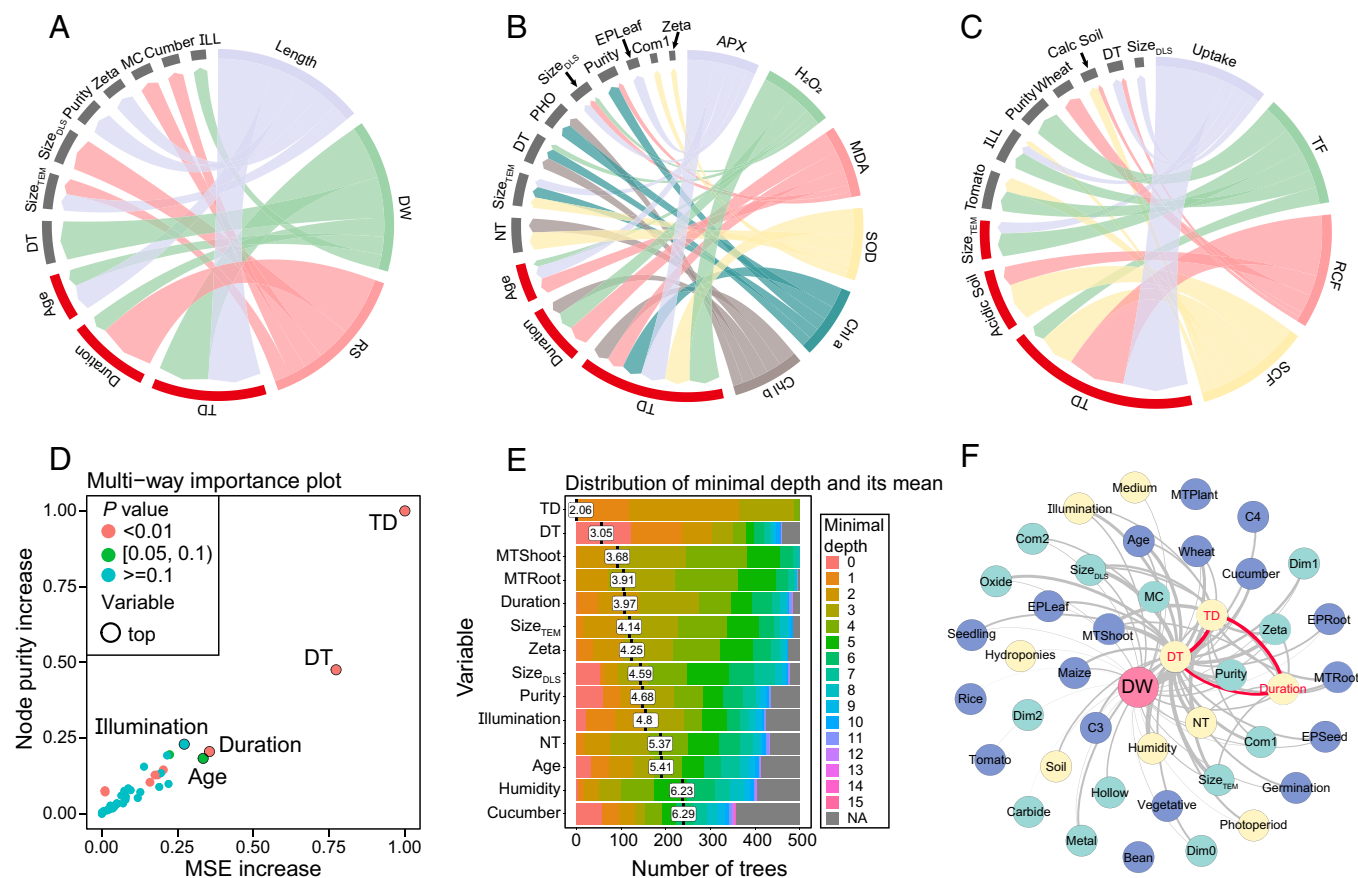 A
Length
DW
RS
TD
Duration
Age
DT
SizeTEM
SizeDLS
Purity
Zeta
MC
Cumber
ILL
B
APX
H₂O₂
MDA
SOD
Chl a
Chl b
TD
Duration
Age
NT
SizeTEM
DT
PHO
SizeDLS
Purity
EPLeaf
Com1
Zeta
C
Uptake
TF
RCF
SCF
TD
Acidic Soil
SizeTEM
Tomato
ILL
Purity
Wheat
Calc Soil
DT
SizeDLS
D
Multi−way importance plot
P value
<0.01
[0.05, 0.1)
>=0.1
Variable
top
TD
DT
Illumination
Duration
Age
Node purity increase
1.00
0.75
0.50
0.25
0.00
0.00
0.25
0.50
0.75
1.00
MSE increase
E
Distribution of minimal depth and its mean
Variable
TD 2.06
DT 3.05
MTShoot 3.68
MTRoot 3.91
Duration 3.97
SizeTEM 4.14
Zeta 4.25
SizeDLS 4.59
Purity 4.68
Illumination 4.8
NT 5.37
Age 5.41
Humidity 6.23
Cucumber 6.29
0 100 200 300 400 500
Number of trees
Minimal
depth
0
1
2
3
4
5
6
7
8
9
10
11
12
13
14
15
NA
F
Medium
MTPlant
Illumination
C4
Com2
Age
Wheat
SizeDLS
Cucumber
Dim1
Oxide
MC
EPLeaf
TD
EPRoot
Seedling
MTShoot
Zeta
Hydroponies
DT
Maize
Purity
MTRoot
DW
Duration
Rice
Dim2
C3
NT
EPSeed
Com1
Tomato
Soil
Humidity
SizeTEM
Germination
Hollow
Vegetative
Carbide
Photoperiod
Metal
Bean
Dim0